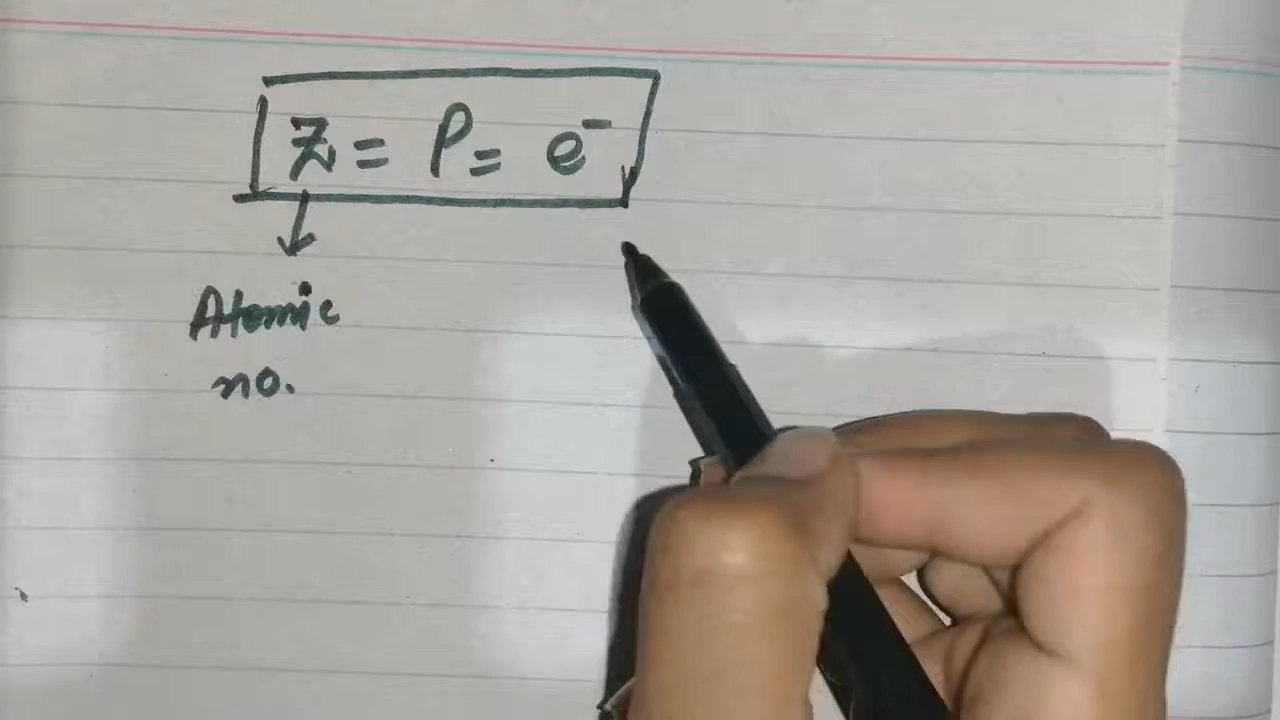 Z = P = e⁻
Atomic
no.